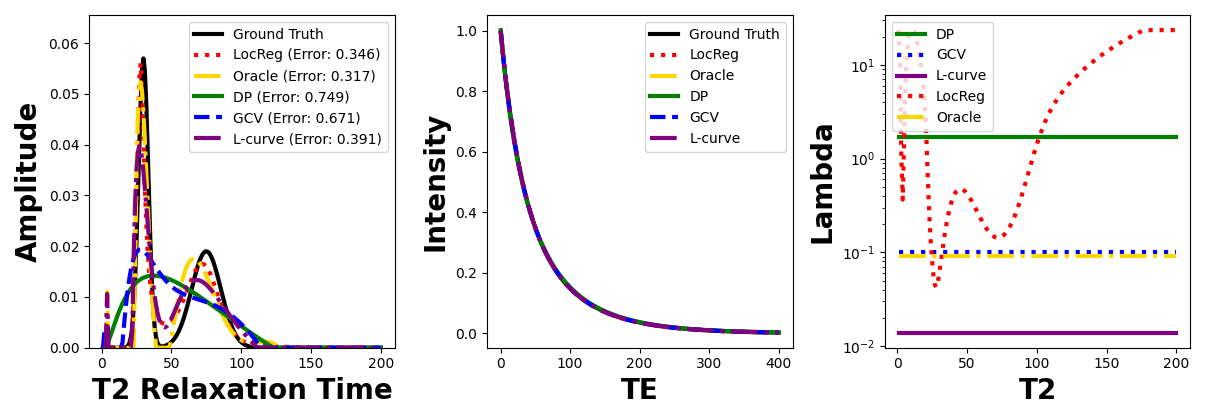 Amplitude
0.06
0.05
0.04
0.03
0.02
0.01
0.00
0
50
100
150
200
T2 Relaxation Time
Ground Truth
LocReg (Error: 0.346)
Oracle (Error: 0.317)
DP (Error: 0.749)
GCV (Error: 0.671)
L-curve (Error: 0.391)
Intensity
1.0
0.8
0.6
0.4
0.2
0.0
0
100
200
300
400
TE
Ground Truth
LocReg
Oracle
DP
GCV
L-curve
Lambda
10¹
10⁰
10⁻¹
10⁻²
0
50
100
150
200
T2
DP
GCV
L-curve
LocReg
Oracle